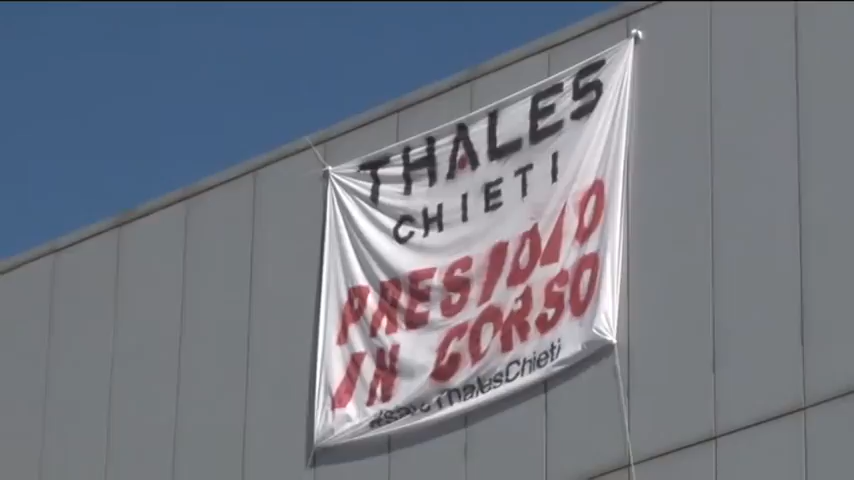 THALES
CHIETI
PRESIDIO
IN CORSO
#saveThalesChieti